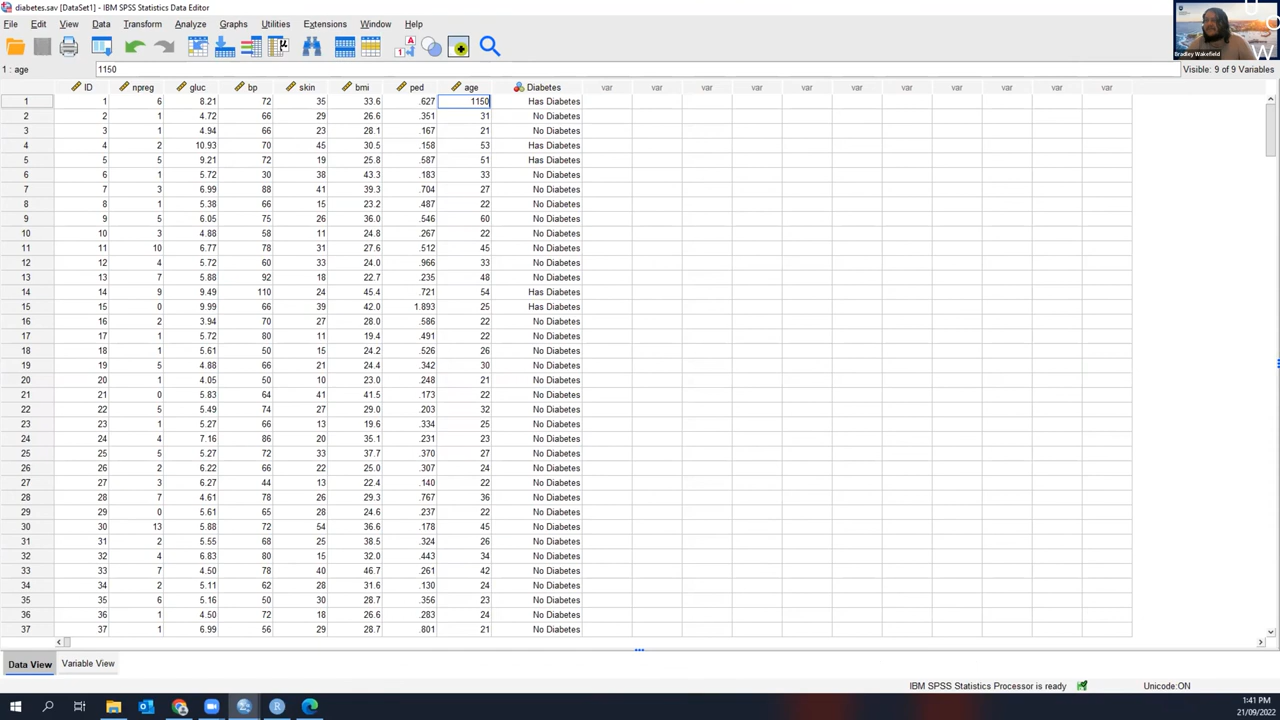 diabetes.sav [DataSet1] - IBM SPSS Statistics Data Editor
File Edit View Data Transform Analyze Graphs Utilities Extensions Window Help
Bradley Wakefield
1 : age 1150 Visible: 9 of 9 Variables
ID npreg gluc bp skin bmi ped age Diabetes var var var var var var var var var var var
1 1 6 8.21 72 35 33.6 .627 1150 Has Diabetes
2 2 1 4.72 66 29 26.6 .351 31 No Diabetes
3 3 1 4.94 66 23 28.1 .167 21 No Diabetes
4 4 2 10.93 70 45 30.5 .158 53 Has Diabetes
5 5 5 9.21 72 19 25.8 .587 51 Has Diabetes
6 6 1 5.72 30 38 43.3 .183 33 No Diabetes
7 7 3 6.99 88 41 39.3 .704 27 No Diabetes
8 8 1 5.38 66 15 23.2 .487 22 No Diabetes
9 9 5 6.05 75 26 36.0 .546 60 No Diabetes
10 10 3 4.88 58 11 24.8 .267 22 No Diabetes
11 11 10 6.77 78 31 27.6 .512 45 No Diabetes
12 12 4 5.72 60 33 24.0 .966 33 No Diabetes
13 13 7 5.88 92 18 22.7 .235 48 No Diabetes
14 14 9 9.49 110 24 45.4 .721 54 Has Diabetes
15 15 0 9.99 66 39 42.0 1.893 25 Has Diabetes
16 16 2 3.94 70 27 28.0 .586 22 No Diabetes
17 17 1 5.72 80 11 19.4 .491 22 No Diabetes
18 18 1 5.61 50 15 24.2 .526 26 No Diabetes
19 19 5 4.88 66 21 24.4 .342 30 No Diabetes
20 20 1 4.05 50 10 23.0 .248 21 No Diabetes
21 21 0 5.83 64 41 41.5 .173 22 No Diabetes
22 22 5 5.49 74 27 29.0 .203 32 No Diabetes
23 23 1 5.27 66 13 19.6 .334 25 No Diabetes
24 24 4 7.16 86 20 35.1 .231 23 No Diabetes
25 25 5 5.27 72 33 37.7 .370 27 No Diabetes
26 26 2 6.22 66 22 25.0 .307 24 No Diabetes
27 27 3 6.27 44 13 22.4 .140 22 No Diabetes
28 28 7 4.61 78 26 29.3 .767 36 No Diabetes
29 29 0 5.61 65 28 24.6 .237 22 No Diabetes
30 30 13 5.88 72 54 36.6 .178 45 No Diabetes
31 31 2 5.55 68 25 38.5 .324 26 No Diabetes
32 32 4 6.83 80 15 32.0 .443 34 No Diabetes
33 33 7 4.50 78 40 46.7 .261 42 No Diabetes
34 34 2 5.11 62 28 31.6 .130 24 No Diabetes
35 35 6 5.16 50 30 28.7 .356 23 No Diabetes
36 36 1 4.50 72 18 26.6 .283 24 No Diabetes
37 37 1 6.99 56 29 28.7 .801 21 No Diabetes
Data View Variable View
IBM SPSS Statistics Processor is ready Unicode:ON
1:41 PM
21/09/2022